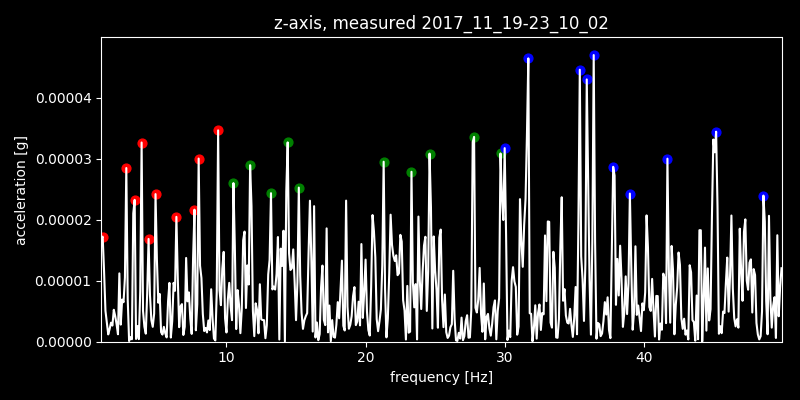 z-axis, measured 2017_11_19-23_10_02
acceleration [g]
0.00004
0.00003
0.00002
0.00001
0.00000
10 20 30 40
frequency [Hz]